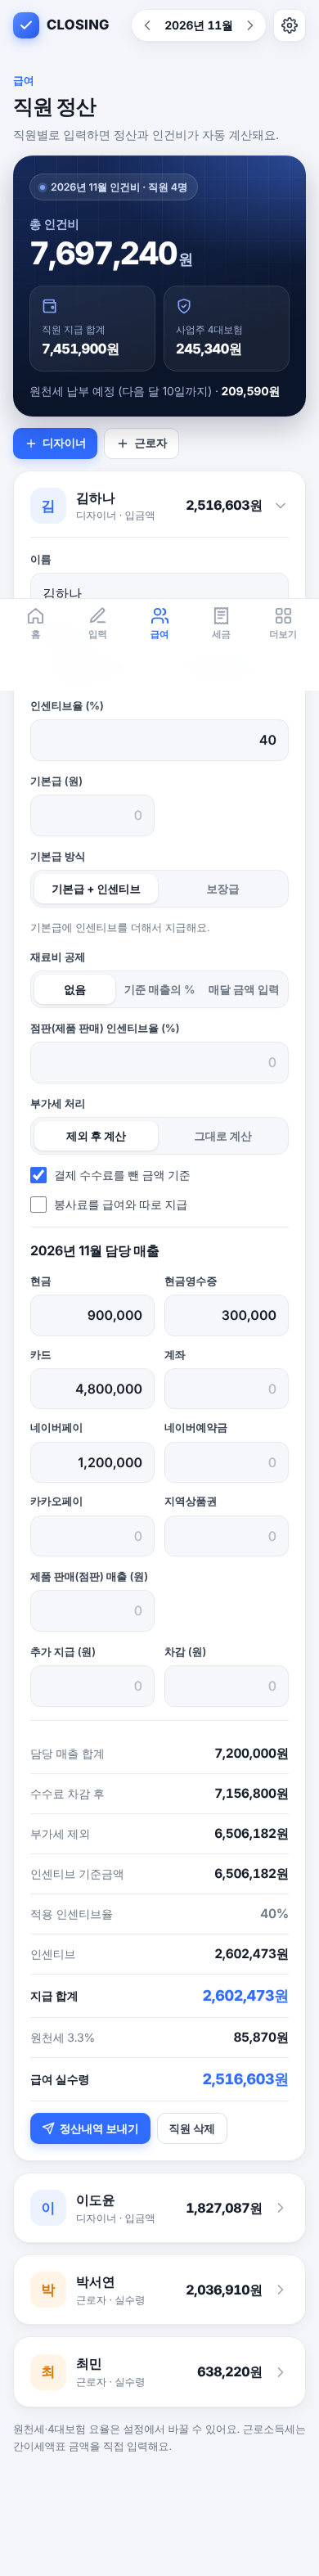 CLOSING
2026년 11월
급여
직원 정산
직원별로 입력하면 정산과 인건비가 자동 계산돼요.
2026년 11월 인건비 · 직원 4명
총 인건비
7,697,240원
직원 지급 합계
7,451,900원
사업주 4대보험
245,340원
원천세 납부 예정 (다음 달 10일까지) · 209,590원
+ 디자이너
+ 근로자
김
김하나
디자이너 · 입금액
2,516,603원
이름
김하나
홈
입력
급여
세금
더보기
인센티브율 (%)
40
기본급 (원)
0
기본급 방식
기본급 + 인센티브
보장급
기본급에 인센티브를 더해서 지급해요.
재료비 공제
없음
기준 매출의 %
매달 금액 입력
점판(제품 판매) 인센티브율 (%)
0
부가세 처리
제외 후 계산
그대로 계산
결제 수수료를 뺀 금액 기준
봉사료를 급여와 따로 지급
2026년 11월 담당 매출
현금
현금영수증
900,000
300,000
카드
계좌
4,800,000
0
네이버페이
네이버예약금
1,200,000
0
카카오페이
지역상품권
0
0
제품 판매(점판) 매출 (원)
0
추가 지급 (원)
차감 (원)
0
0
담당 매출 합계
7,200,000원
수수료 차감 후
7,156,800원
부가세 제외
6,506,182원
인센티브 기준금액
6,506,182원
적용 인센티브율
40%
인센티브
2,602,473원
지급 합계
2,602,473원
원천세 3.3%
85,870원
급여 실수령
2,516,603원
정산내역 보내기
직원 삭제
이
이도윤
디자이너 · 입금액
1,827,087원
박
박서연
근로자 · 실수령
2,036,910원
최
최민
근로자 · 실수령
638,220원
원천세·4대보험 요율은 설정에서 바꿀 수 있어요. 근로소득세는
간이세액표 금액을 직접 입력해요.